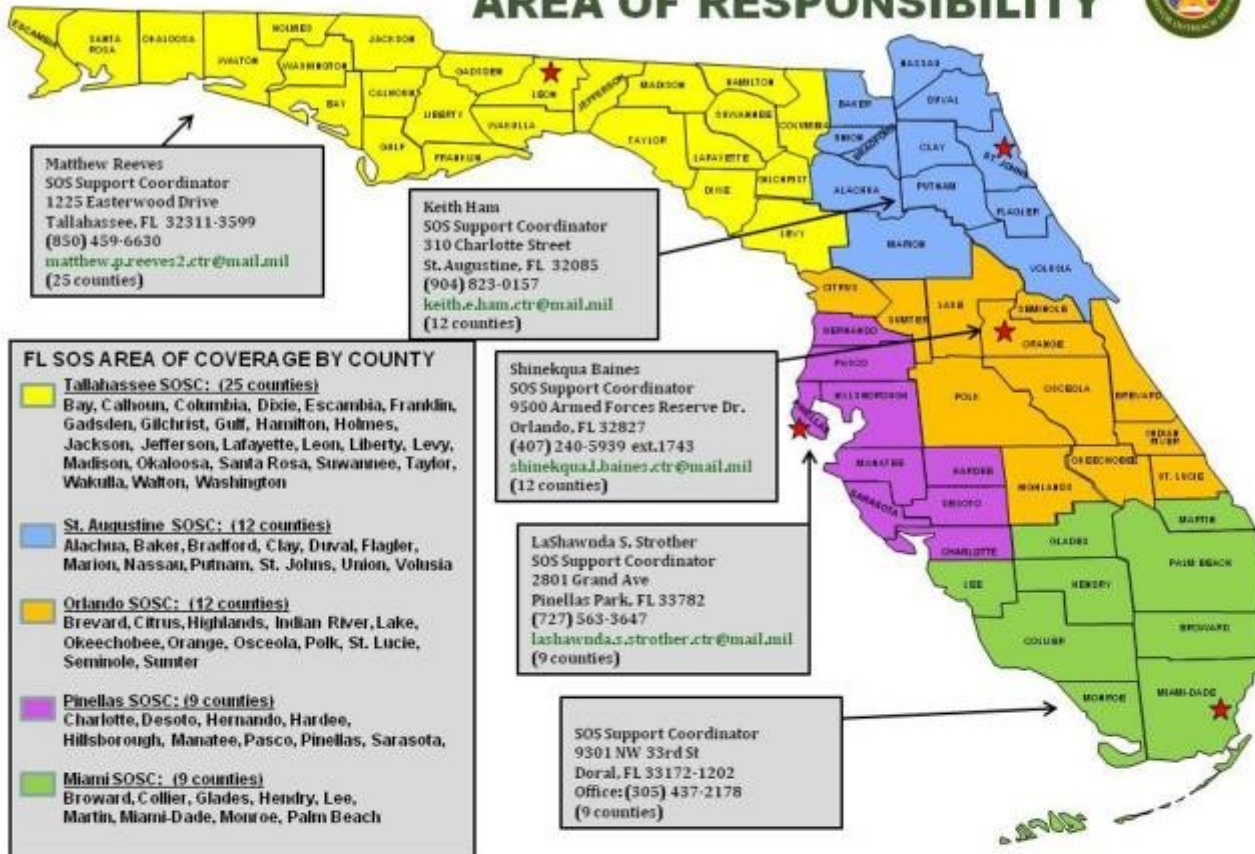 AREA OF RESPONSIBILITY
ESCAMBIA
SANTA
ROSA
OKALOOSA
WALTON
HOLMES
WASHINGTON
JACKSON
BAY
CALHOUN
GULF
LIBERTY
GADSDEN
FRANKLIN
WAKULLA
LEON
JEFFERSON
MADISON
TAYLOR
HAMILTON
SUWANNEE
LAFAYETTE
DIXIE
COLUMBIA
GILCHRIST
LEVY
NASSAU
BAKER
DUVAL
UNION
BRADFORD
CLAY
ST. JOHNS
ALACHUA
PUTNAM
FLAGLER
MARION
VOLUSIA
CITRUS
SUMTER
LAKE
SEMINOLE
ORANGE
HERNANDO
PASCO
HILLSBOROUGH
PINELLAS
POLK
OSCEOLA
BREVARD
INDIAN
RIVER
MANATEE
HARDEE
HIGHLANDS
OKEECHOBEE
ST. LUCIE
SARASOTA
DESOTO
CHARLOTTE
GLADES
MARTIN
LEE
HENDRY
PALM BEACH
COLLIER
BROWARD
MONROE
MIAMI-DADE
Matthew Reeves
SOS Support Coordinator
1225 Easterwood Drive
Tallahassee, FL 32311-3599
(850) 459-6630
matthew.p.reeves2.ctr@mail.mil
(25 counties)
Keith Ham
SOS Support Coordinator
310 Charlotte Street
St. Augustine, FL 32085
(904) 823-0157
keith.e.ham.ctr@mail.mil
(12 counties)
Shinekqua Baines
SOS Support Coordinator
9500 Armed Forces Reserve Dr.
Orlando, FL 32827
(407) 240-5939 ext.1743
shinekqua.l.baines.ctr@mail.mil
(12 counties)
LaShawnda S. Strother
SOS Support Coordinator
2801 Grand Ave
Pinellas Park, FL 33782
(727) 563-3647
lashawnda.s.strother.ctr@mail.mil
(9 counties)
SOS Support Coordinator
9301 NW 33rd St
Doral, FL 33172-1202
Office: (305) 437-2178
(9 counties)
FL SOS AREA OF COVERAGE BY COUNTY
Tallahassee SOSC: (25 counties)
Bay, Calhoun, Columbia, Dixie, Escambia, Franklin,
Gadsden, Gilchrist, Gulf, Hamilton, Holmes,
Jackson, Jefferson, Lafayette, Leon, Liberty, Levy,
Madison, Okaloosa, Santa Rosa, Suwannee, Taylor,
Wakulla, Walton, Washington
St. Augustine SOSC: (12 counties)
Alachua, Baker, Bradford, Clay, Duval, Flagler,
Marion, Nassau, Putnam, St. Johns, Union, Volusia
Orlando SOSC: (12 counties)
Brevard, Citrus, Highlands, Indian River, Lake,
Okeechobee, Orange, Osceola, Polk, St. Lucie,
Seminole, Sumter
Pinellas SOSC: (9 counties)
Charlotte, Desoto, Hernando, Hardee,
Hillsborough, Manatee, Pasco, Pinellas, Sarasota,
Miami SOSC: (9 counties)
Broward, Collier, Glades, Hendry, Lee,
Martin, Miami-Dade, Monroe, Palm Beach